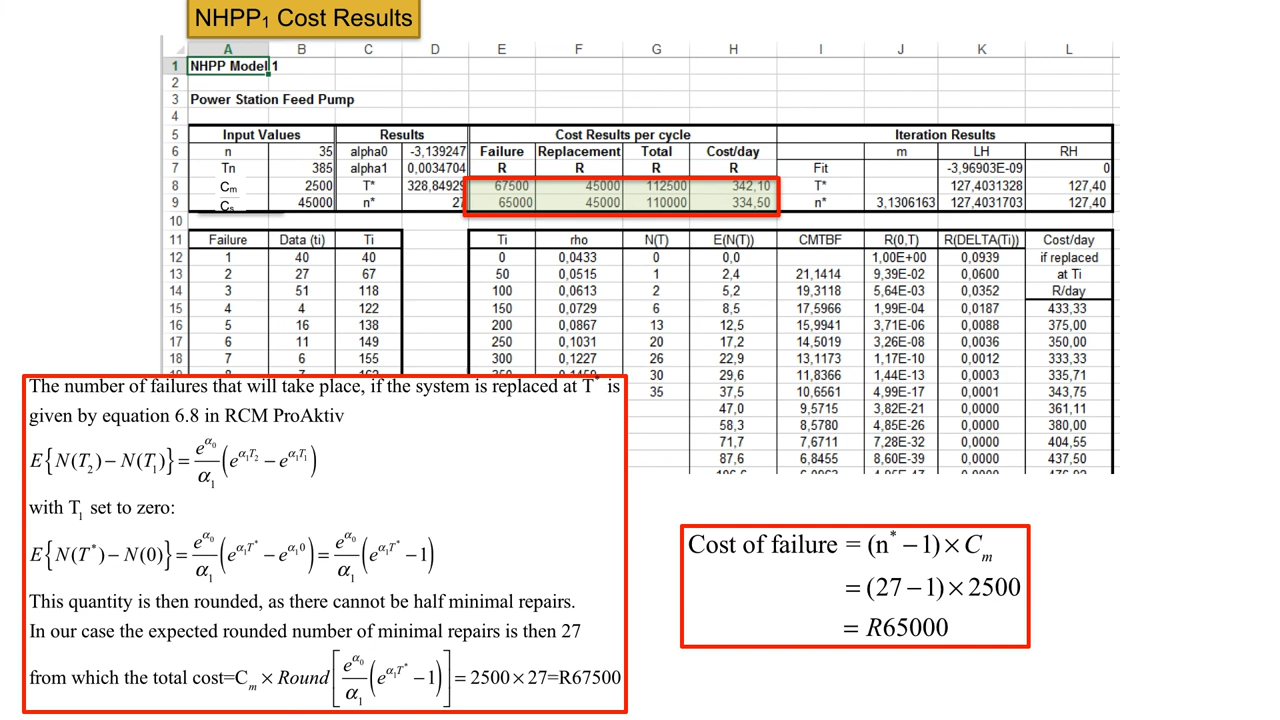 NHPP₁ Cost Results
A B C D E F G H I J K L
1 NHPP Model 1
2
3 Power Station Feed Pump
4
5 Input Values Results Cost Results per cycle Iteration Results
6 n 35 alpha0 -3,139247 Failure Replacement Total Cost/day m LH RH
7 Tn 385 alpha1 0,0034704 R R R R Fit -3,96903E-09 0
8 Cm 2500 T* 328,84929 67500 45000 112500 342,10 T* 127,4031328 127,40
9 Cs 45000 n* 27 65000 45000 110000 334,50 n* 3,1306163 127,4031703 127,40
10
11 Failure Data (ti) Ti Ti rho N(T) E(N(T)) CMTBF R(0,T) R(DELTA(Ti)) Cost/day
12 1 40 40 0 0,0433 0 0,0 1,00E+00 0,0939 if replaced
13 2 27 67 50 0,0515 1 2,4 21,1414 9,39E-02 0,0600 at Ti
14 3 51 118 100 0,0613 2 5,2 19,3118 5,64E-03 0,0352 R/day
15 4 4 122 150 0,0729 6 8,5 17,5966 1,99E-04 0,0187 433,33
16 5 16 138 200 0,0867 13 12,5 15,9941 3,71E-06 0,0088 375,00
17 6 11 149 250 0,1031 20 17,2 14,5019 3,26E-08 0,0036 350,00
18 7 6 155 300 0,1227 26 22,9 13,1173 1,17E-10 0,0012 333,33
30 29,6 11,8366 1,44E-13 0,0003 335,71
35 37,5 10,6561 4,99E-17 0,0001 343,75
47,0 9,5715 3,82E-21 0,0000 361,11
58,3 8,5780 4,85E-26 0,0000 380,00
71,7 7,6711 7,28E-32 0,0000 404,55
87,6 6,8455 8,60E-39 0,0000 437,50
The number of failures that will take place, if the system is replaced at T* is
given by equation 6.8 in RCM ProAktiv
E{N(T₂)−N(T₁)} = e^α₀/α₁ (e^α₁T₂ − e^α₁T₁)
with T₁ set to zero:
E{N(T*)−N(0)} = e^α₀/α₁ (e^α₁T* − e^α₁0) = e^α₀/α₁ (e^α₁T* −1)
This quantity is then rounded, as there cannot be half minimal repairs.
In our case the expected rounded number of minimal repairs is then 27
from which the total cost=Cm × Round[e^α₀/α₁ (e^α₁T* −1)] = 2500×27=R67500
Cost of failure = (n* −1)× Cm
= (27−1)×2500
= R65000